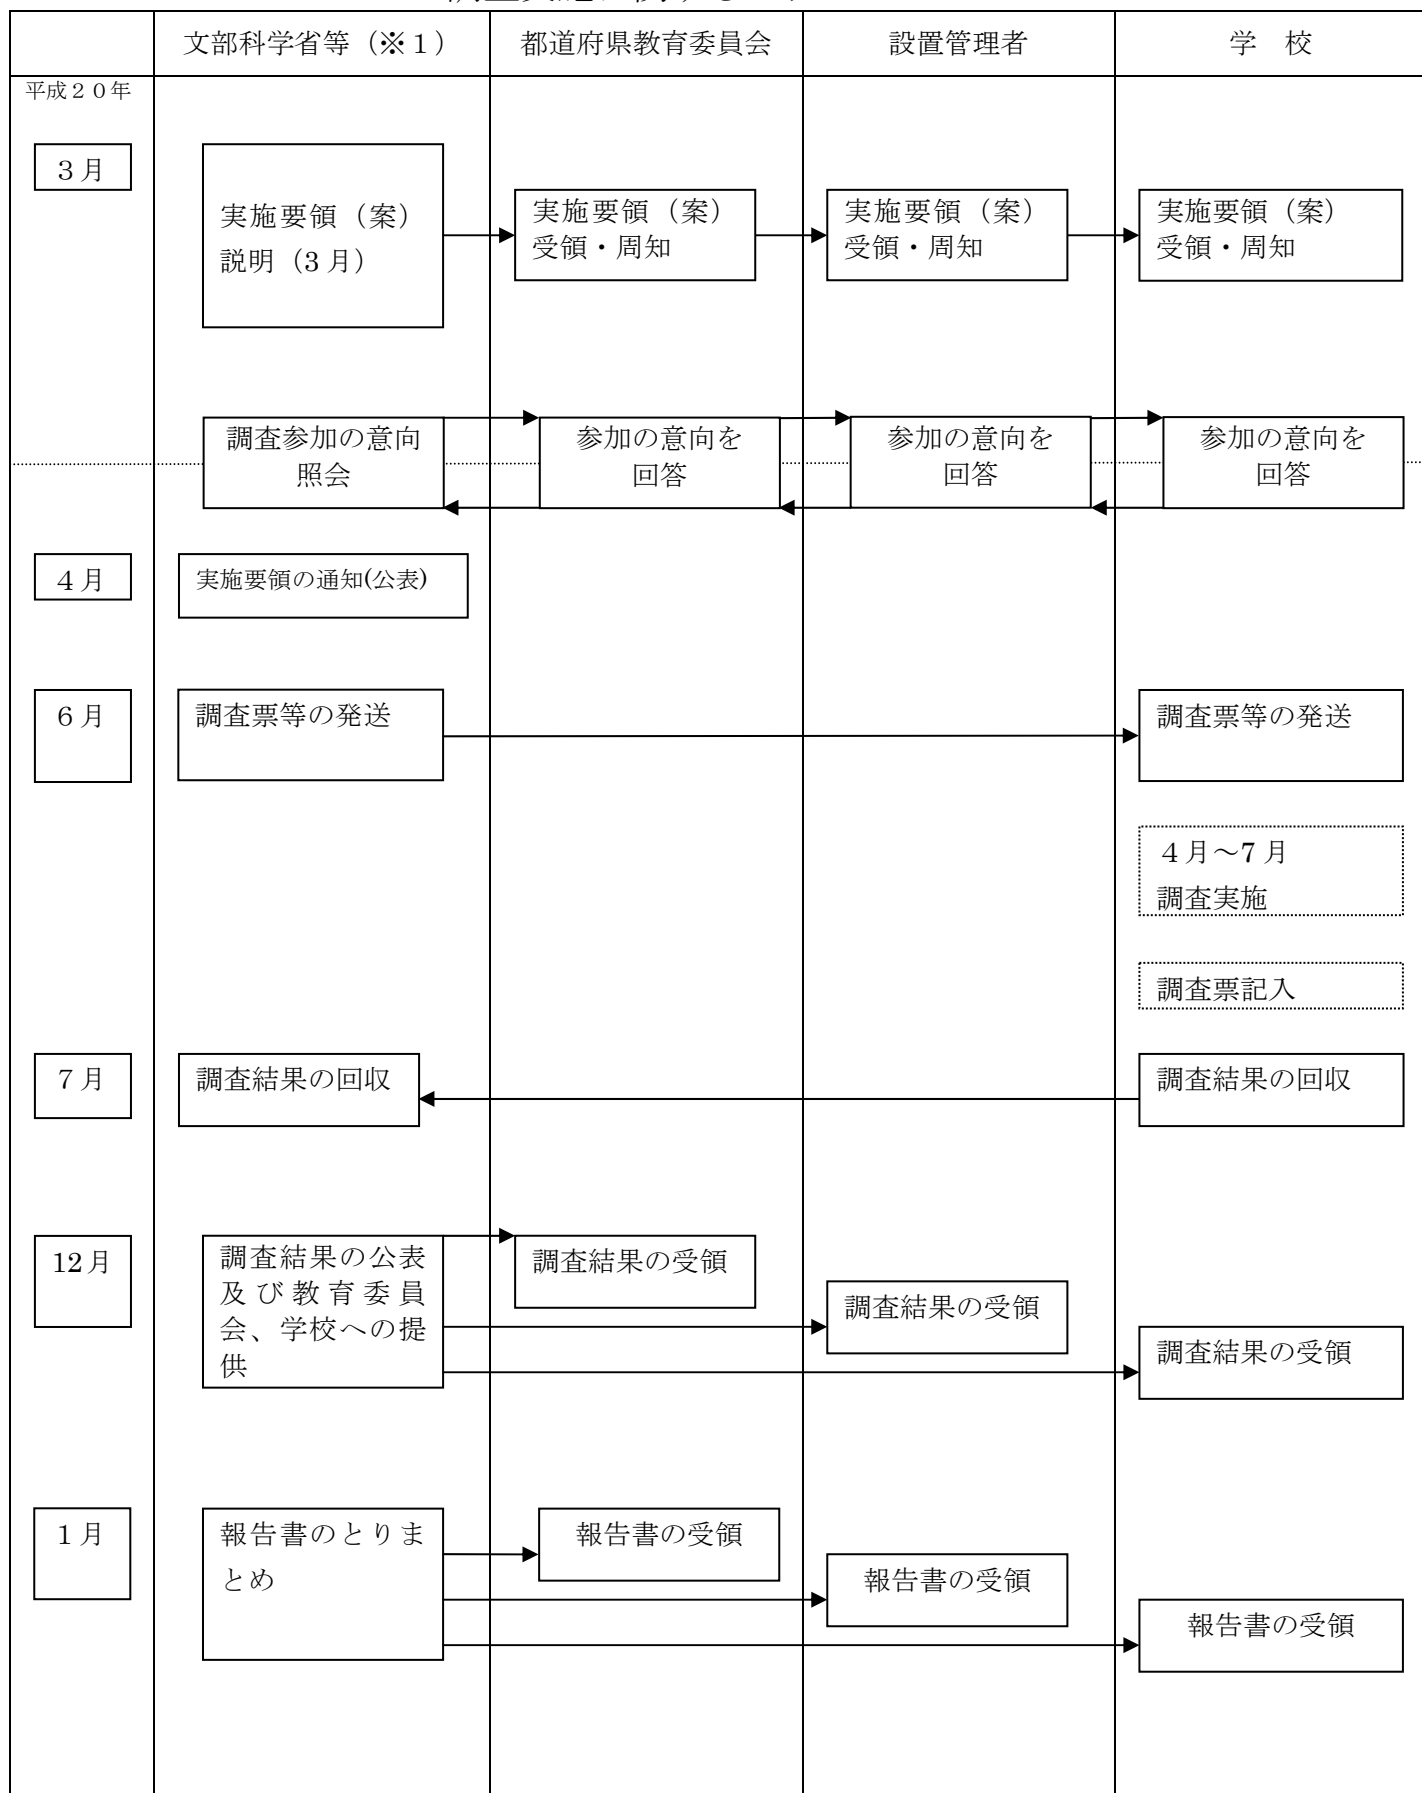 文部科学省等（※１）
都道府県教育委員会
設置管理者
学　校
平成２０年
３月
実施要領（案）
説明（3 月）
実施要領（案）
受領・周知
実施要領（案）
受領・周知
実施要領（案）
受領・周知
調査参加の意向
照会
参加の意向を
回答
参加の意向を
回答
参加の意向を
回答
４月
実施要領の通知(公表)
６月
調査票等の発送
調査票等の発送
４月～7 月
調査実施
調査票記入
７月
調査結果の回収
調査結果の回収
12 月
調査結果の公表
及び教育委員
会、学校への提
供
調査結果の受領
調査結果の受領
調査結果の受領
１月
報告書のとりま
とめ
報告書の受領
報告書の受領
報告書の受領